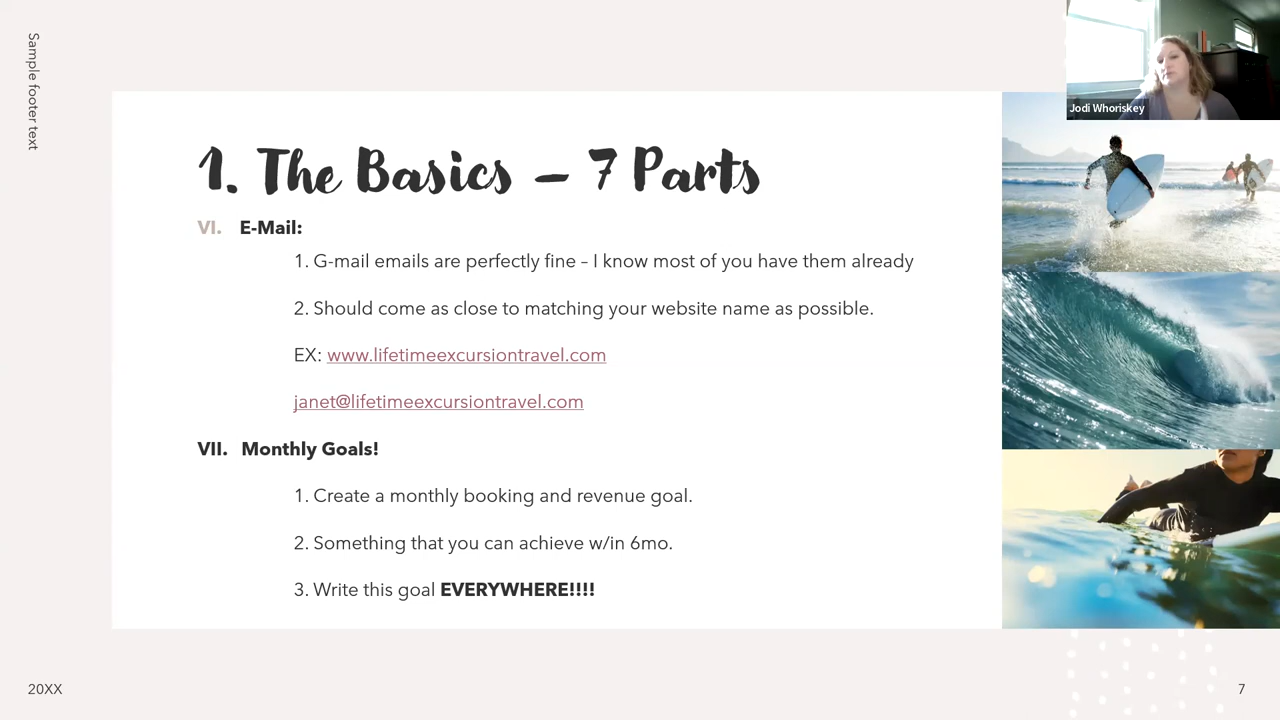 Sample footer text
Jodi Whoriskey
1. The Basics – 7 Parts
VI. E-Mail:
1. G-mail emails are perfectly fine – I know most of you have them already
2. Should come as close to matching your website name as possible.
EX: www.lifetimeexcursiontravel.com
janet@lifetimeexcursiontravel.com
VII. Monthly Goals!
1. Create a monthly booking and revenue goal.
2. Something that you can achieve w/in 6mo.
3. Write this goal EVERYWHERE!!!!
20XX
7